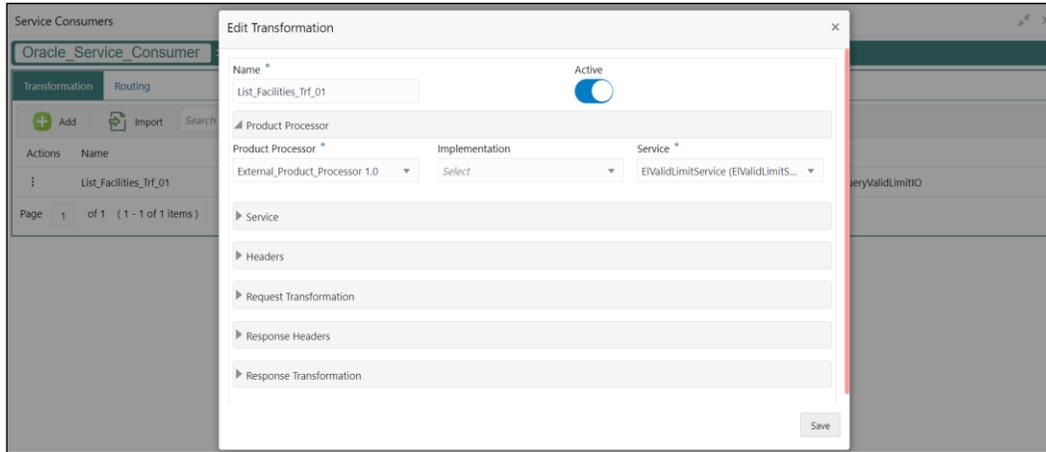 Service Consumers
Edit Transformation
Oracle_Service_Consumer
Transformation Routing
Add Import Search
Actions Name
List_Facilities_Trf_01
Page 1 of 1 ( 1 - 1 of 1 items )
Name *
Active
List_Facilities_Trf_01
Product Processor
Product Processor * Implementation Service *
External_Product_Processor 1.0 Select ElValidLimitService (ElValidLimitS...
Service
Headers
Request Transformation
Response Headers
Response Transformation
Save